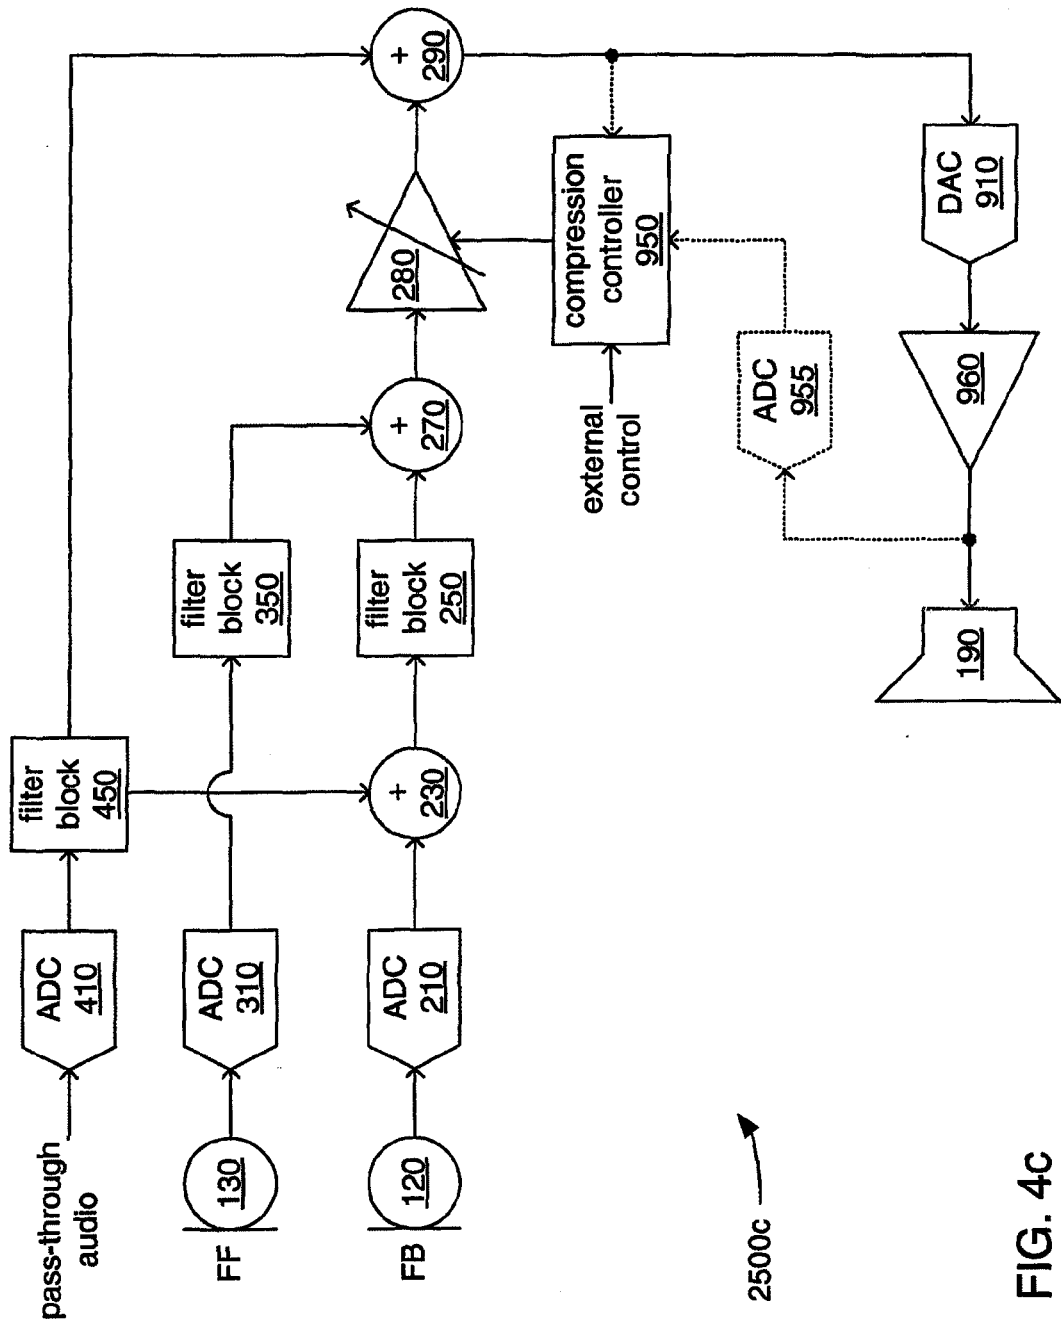 pass-through
audio
ADC
410
filter
block
450
FF
130
ADC
310
filter
block
350
FB
120
ADC
210
+
230
filter
block
250
+
270
280
+
290
external
control
compression
controller
950
ADC
955
190
960
DAC
910
2500c
FIG. 4c